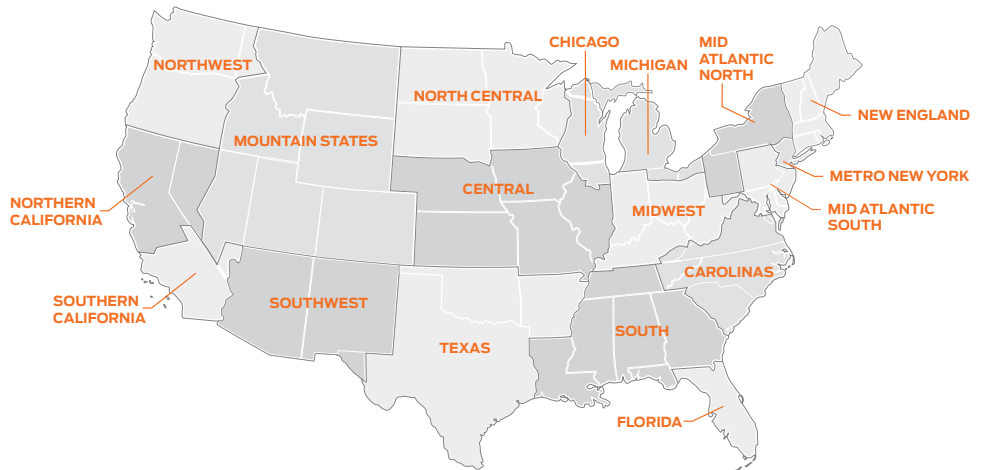 CHICAGO
MID
ATLANTIC
NORTH
MICHIGAN
NORTHWEST
NORTH CENTRAL
NEW ENGLAND
MOUNTAIN STATES
METRO NEW YORK
CENTRAL
NORTHERN
CALIFORNIA
MIDWEST
MID ATLANTIC
SOUTH
CAROLINAS
SOUTHERN
CALIFORNIA
SOUTHWEST
SOUTH
TEXAS
FLORIDA